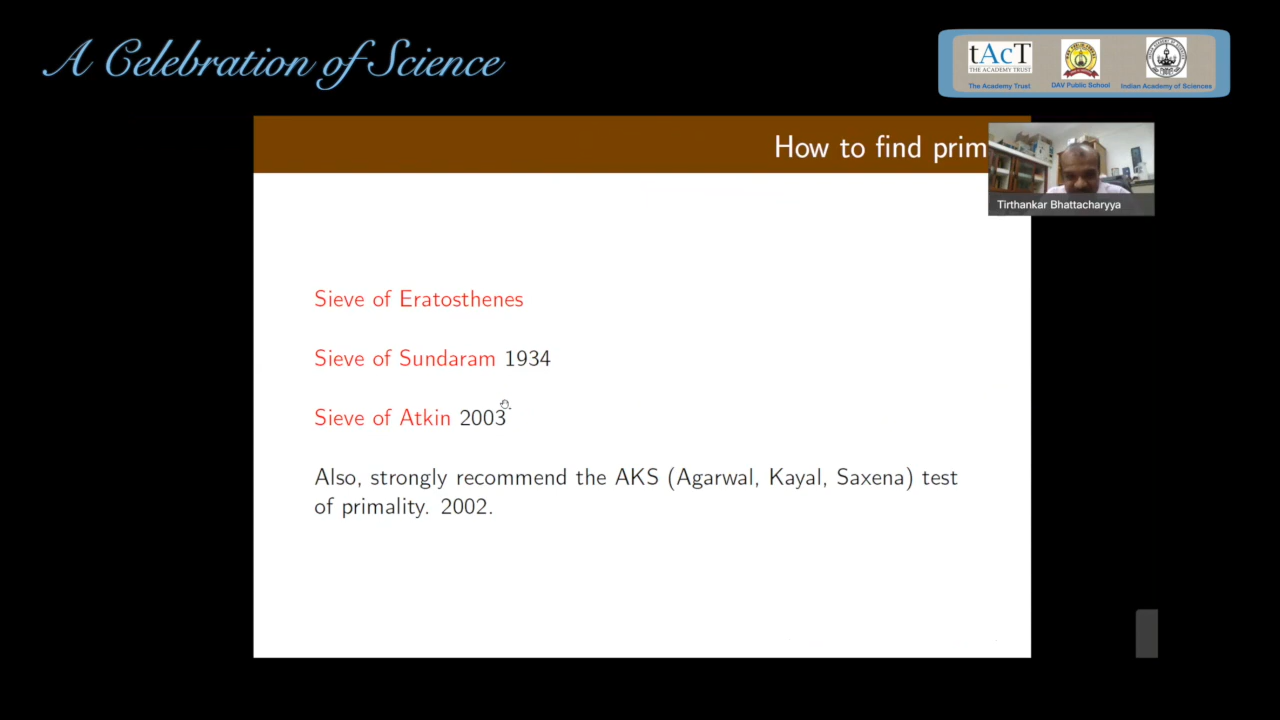 A Celebration of Science
tAcT
THE ACADEMY TRUST
The Academy Trust
DAV Public School
Indian Academy of Sciences
How to find prim
Tirthankar Bhattacharyya
Sieve of Eratosthenes
Sieve of Sundaram 1934
Sieve of Atkin 2003
Also, strongly recommend the AKS (Agarwal, Kayal, Saxena) test
of primality. 2002.